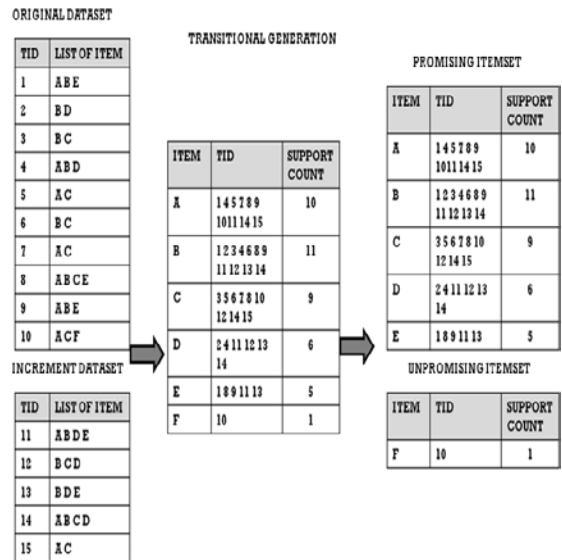 ORIGINAL DATASET
TID LIST OF ITEM
1 ABE
2 BD
3 BC
4 ABD
5 AC
6 BC
7 AC
8 ABCE
9 ABE
10 ACF
INCREMENT DATASET
TID LIST OF ITEM
11 ABDE
12 BCD
13 BDE
14 ABCD
15 AC
TRANSITIONAL GENERATION
ITEM TID SUPPORT
COUNT
A 1 4 5 7 8 9 10
10 11 14 15
B 1 2 3 4 6 8 9 11
11 12 13 14
C 3 5 6 7 8 10 9
12 14 15
D 2 4 11 12 13 6
14
E 1 8 9 11 13 5
F 10 1
PROMISING ITEMSET
ITEM TID SUPPORT
COUNT
A 1 4 5 7 8 9 10
10 11 14 15
B 1 2 3 4 6 8 9 11
11 12 13 14
C 3 5 6 7 8 10 9
12 14 15
D 2 4 11 12 13 6
14
E 1 8 9 11 13 5
UNPROMISING ITEMSET
ITEM TID SUPPORT
COUNT
F 10 1